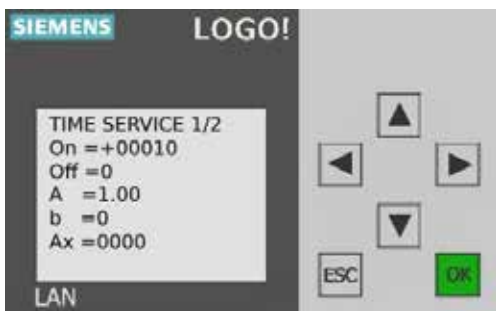 SIEMENS LOGO!
TIME SERVICE 1/2
On =+00010
Off =0
A =1.00
b =0
Ax =0000
ESC OK
LAN